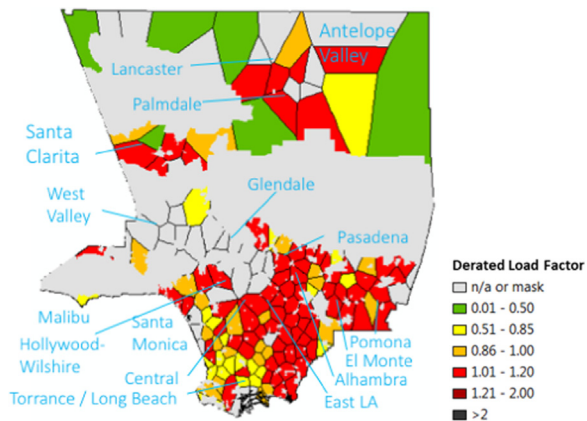 Antelope
Valley
Lancaster
Palmdale
Santa
Clarita
West
Valley
Glendale
Pasadena
Malibu
Hollywood-
Wilshire
Santa
Monica
Central
Torrance / Long Beach
Pomona
El Monte
Alhambra
East LA
Derated Load Factor
n/a or mask
0.01 - 0.50
0.51 - 0.85
0.86 - 1.00
1.01 - 1.20
1.21 - 2.00
>2